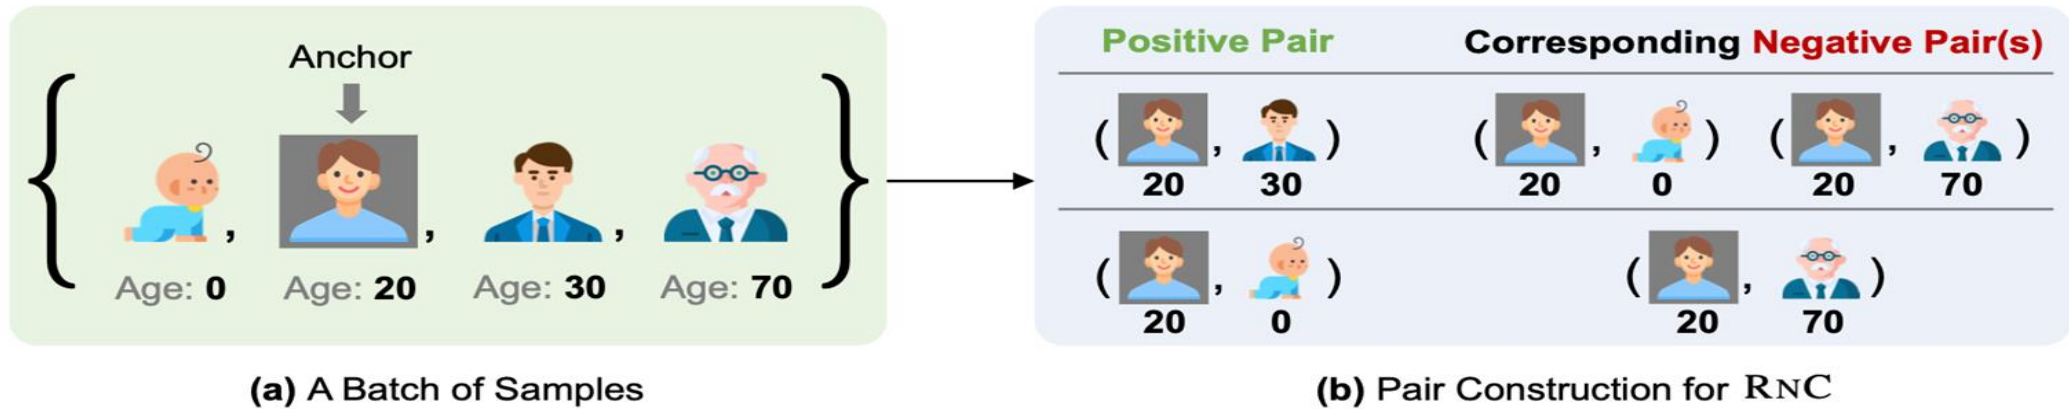 Anchor
{ , , , }
Age: 0 Age: 20 Age: 30 Age: 70
(a) A Batch of Samples
Positive Pair Corresponding Negative Pair(s)
( , ) ( , ) ( , )
20 30 20 0 20 70
( , ) ( , )
20 0 20 70
(b) Pair Construction for RNC